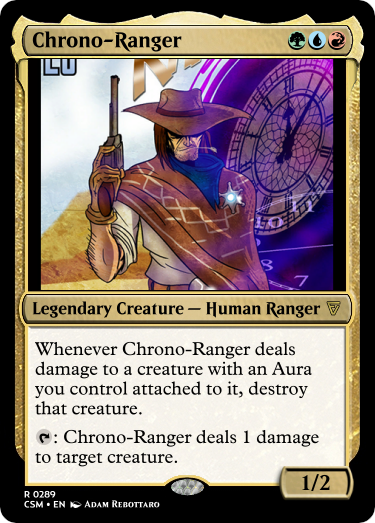 Chrono-Ranger
Legendary Creature — Human Ranger
Whenever Chrono-Ranger deals
damage to a creature with an Aura
you control attached to it, destroy
that creature.
: Chrono-Ranger deals 1 damage
to target creature.
1/2
R 0289
CSM • EN Adam Rebottaro